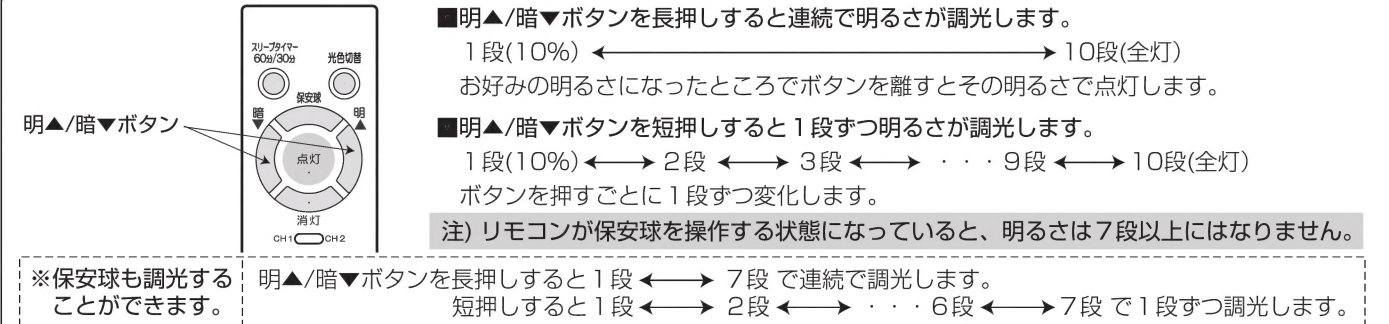 ■明▲/暗▼ボタンを長押しすると連続で明るさが調光します。
1段(10%) ←→ 10段(全灯)
お好みの明るさになったところでボタンを離すとその明るさで点灯します。
■明▲/暗▼ボタンを短押しすると1段ずつ明るさが調光します。
1段(10%)←→ 2段 ←→ 3段 ←→ ・・・9段 ←→ 10段(全灯)
ボタンを押すごとに1段ずつ変化します。
注) リモコンが保安球を操作する状態になっていると、明るさは7段以上にはなりません。
明▲/暗▼ボタン
スリープタイマー
60分/30分
光色切替
保安球
暗▼
明▲
点灯
消灯
CH1 CH2
※保安球も調光する
ことができます。
明▲/暗▼ボタンを長押しすると1段 ←→ 7段 で連続で調光します。
短押しすると1段 ←→ 2段 ←→ ・・・6段 ←→ 7段 で1段ずつ調光します。